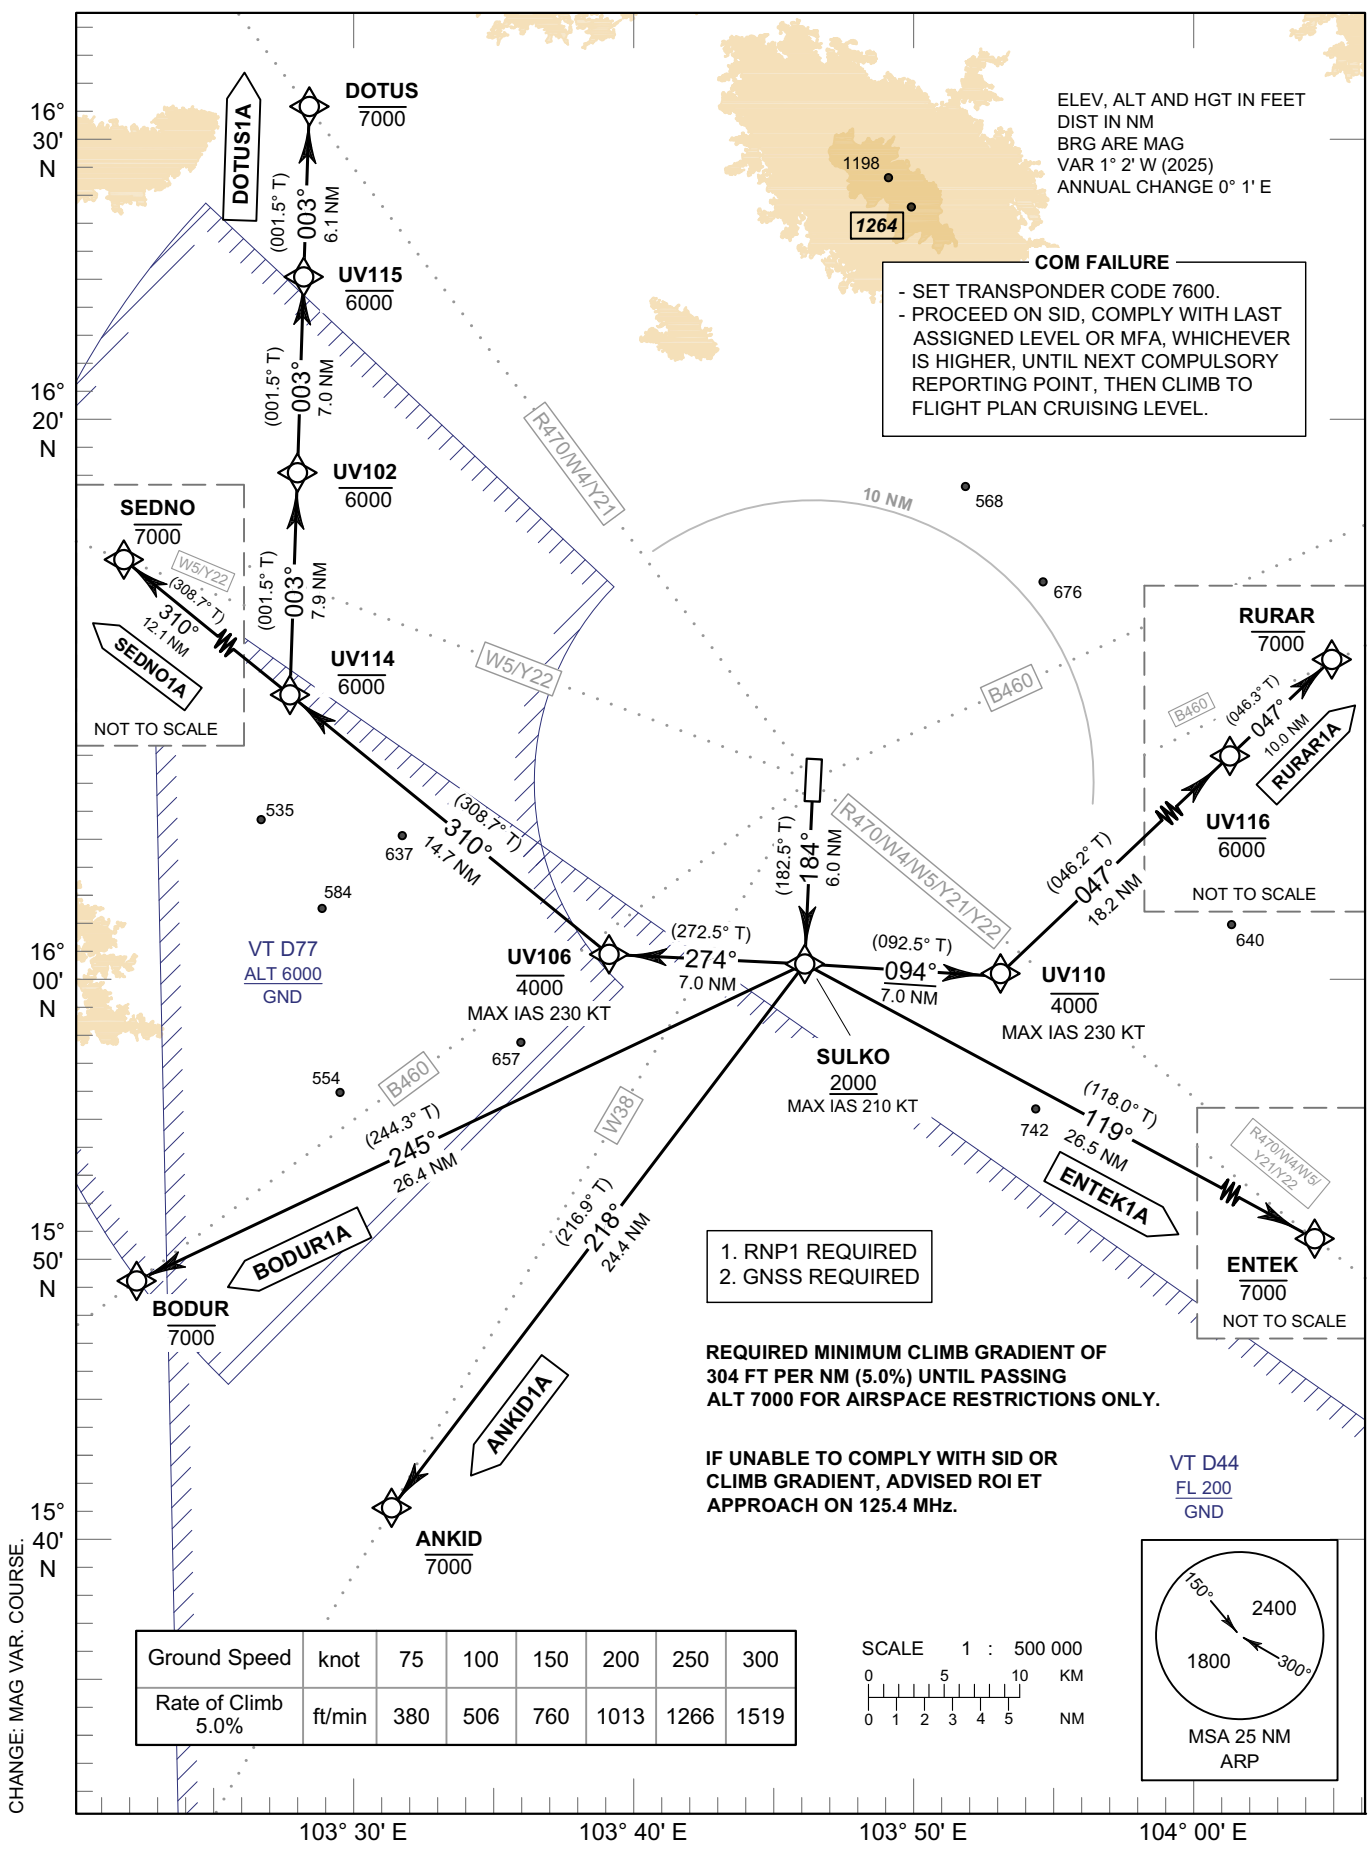 DOTUS
7000
DOTUS1A
(001.5° T)
003°
6.1 NM
16°
30'
N
ELEV, ALT AND HGT IN FEET
DIST IN NM
BRG ARE MAG
VAR 1° 2' W (2025)
ANNUAL CHANGE 0° 1' E
1198
1264
COM FAILURE
- SET TRANSPONDER CODE 7600.
- PROCEED ON SID, COMPLY WITH LAST
ASSIGNED LEVEL OR MFA, WHICHEVER
IS HIGHER, UNTIL NEXT COMPULSORY
REPORTING POINT, THEN CLIMB TO
FLIGHT PLAN CRUISING LEVEL.
UV115
6000
(001.5° T)
003°
7.0 NM
16°
20'
N
R470/W4/Y21
UV102
6000
10 NM
568
676
SEDNO
7000
W5/Y22
(308.7° T)
310°
12.1 NM
SEDNO1A
NOT TO SCALE
(001.5° T)
003°
7.9 NM
UV114
6000
W5/Y22
B460
RURAR
7000
B460
(046.3° T)
047°
10.0 NM
RURAR1A
UV116
6000
NOT TO SCALE
640
535
637
584
(308.7° T)
310°
14.7 NM
(182.5° T)
184°
6.0 NM
R470/W4/W5/Y21/Y22
(046.2° T)
047°
18.2 NM
VT D77
ALT 6000
GND
16°
00'
N
UV106
4000
MAX IAS 230 KT
(272.5° T)
274°
7.0 NM
(092.5° T)
094°
7.0 NM
UV110
4000
MAX IAS 230 KT
SULKO
2000
MAX IAS 210 KT
657
554
B460
W38
742
(118.0° T)
119°
26.5 NM
ENTEK1A
R470/W4/W5/
Y21/Y22
ENTEK
7000
NOT TO SCALE
(244.3° T)
245°
26.4 NM
BODUR1A
15°
50'
N
BODUR
7000
(216.9° T)
218°
24.4 NM
ANKID1A
1. RNP1 REQUIRED
2. GNSS REQUIRED
REQUIRED MINIMUM CLIMB GRADIENT OF
304 FT PER NM (5.0%) UNTIL PASSING
ALT 7000 FOR AIRSPACE RESTRICTIONS ONLY.
IF UNABLE TO COMPLY WITH SID OR
CLIMB GRADIENT, ADVISED ROI ET
APPROACH ON 125.4 MHz.
VT D44
FL 200
GND
15°
40'
N
ANKID
7000
CHANGE: MAG VAR. COURSE.
Ground Speed knot 75 100 150 200 250 300
Rate of Climb
5.0% ft/min 380 506 760 1013 1266 1519
SCALE 1 : 500 000
0 5 10 KM
0 1 2 3 4 5 NM
150°
2400
1800
300°
MSA 25 NM
ARP
103° 30' E 103° 40' E 103° 50' E 104° 00' E